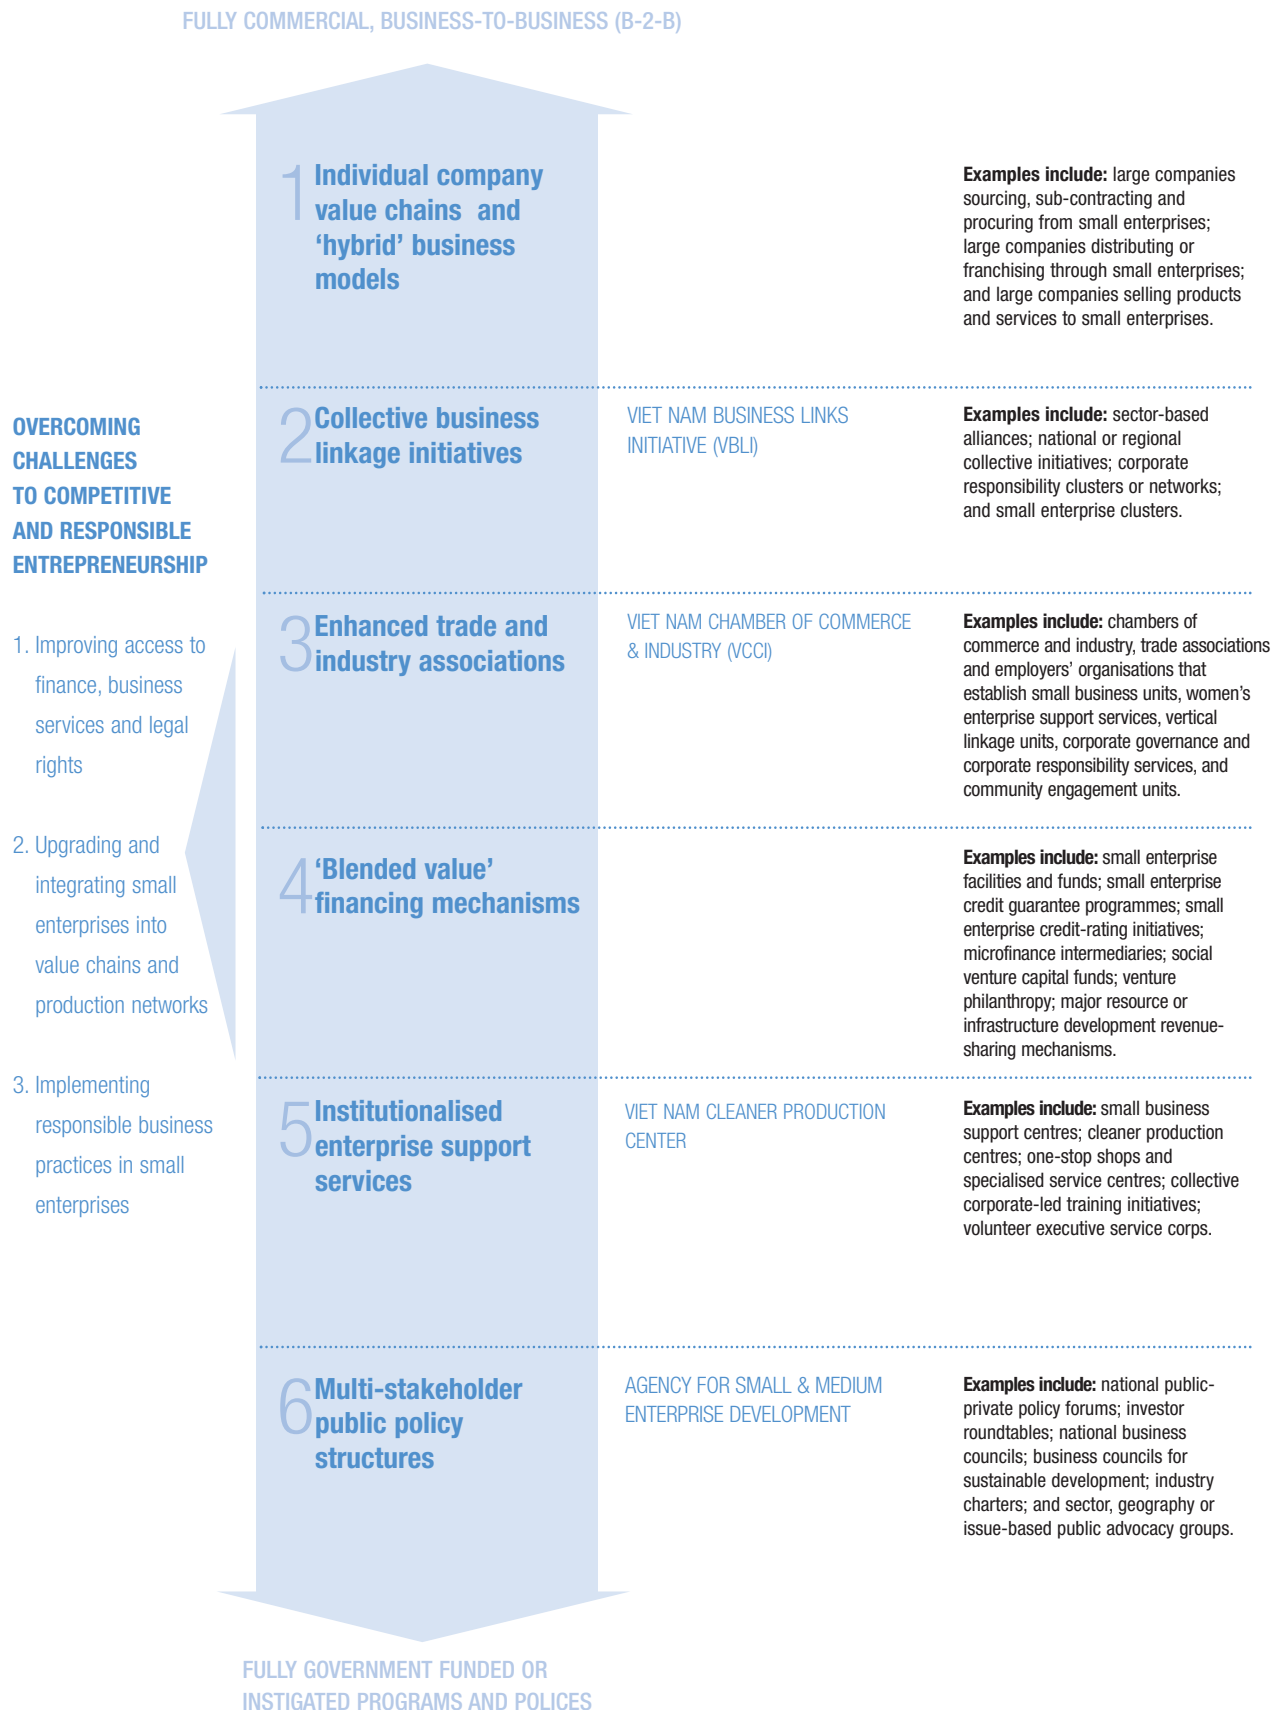 FULLY COMMERCIAL, BUSINESS-TO-BUSINESS (B-2-B)
OVERCOMING
CHALLENGES
TO COMPETITIVE
AND RESPONSIBLE
ENTREPRENEURSHIP
1. Improving access to
finance, business
services and legal
rights
2. Upgrading and
integrating small
enterprises into
value chains and
production networks
3. Implementing
responsible business
practices in small
enterprises
1 Individual company
value chains and
‘hybrid’ business
models
Examples include: large companies
sourcing, sub-contracting and
procuring from small enterprises;
large companies distributing or
franchising through small enterprises;
and large companies selling products
and services to small enterprises.
2 Collective business
linkage initiatives
VIET NAM BUSINESS LINKS
INITIATIVE (VBLI)
Examples include: sector-based
alliances; national or regional
collective initiatives; corporate
responsibility clusters or networks;
and small enterprise clusters.
3 Enhanced trade and
industry associations
VIET NAM CHAMBER OF COMMERCE
& INDUSTRY (VCCI)
Examples include: chambers of
commerce and industry, trade associations
and employers’ organisations that
establish small business units, women’s
enterprise support services, vertical
linkage units, corporate governance and
corporate responsibility services, and
community engagement units.
4 ‘Blended value’
financing mechanisms
Examples include: small enterprise
facilities and funds; small enterprise
credit guarantee programmes; small
enterprise credit-rating initiatives;
microfinance intermediaries; social
venture capital funds; venture
philanthropy; major resource or
infrastructure development revenue-
sharing mechanisms.
5 Institutionalised
enterprise support
services
VIET NAM CLEANER PRODUCTION
CENTER
Examples include: small business
support centres; cleaner production
centres; one-stop shops and
specialised service centres; collective
corporate-led training initiatives;
volunteer executive service corps.
6 Multi-stakeholder
public policy
structures
AGENCY FOR SMALL & MEDIUM
ENTERPRISE DEVELOPMENT
Examples include: national public-
private policy forums; investor
roundtables; national business
councils; business councils for
sustainable development; industry
charters; and sector, geography or
issue-based public advocacy groups.
FULLY GOVERNMENT FUNDED OR
INSTIGATED PROGRAMS AND POLICES